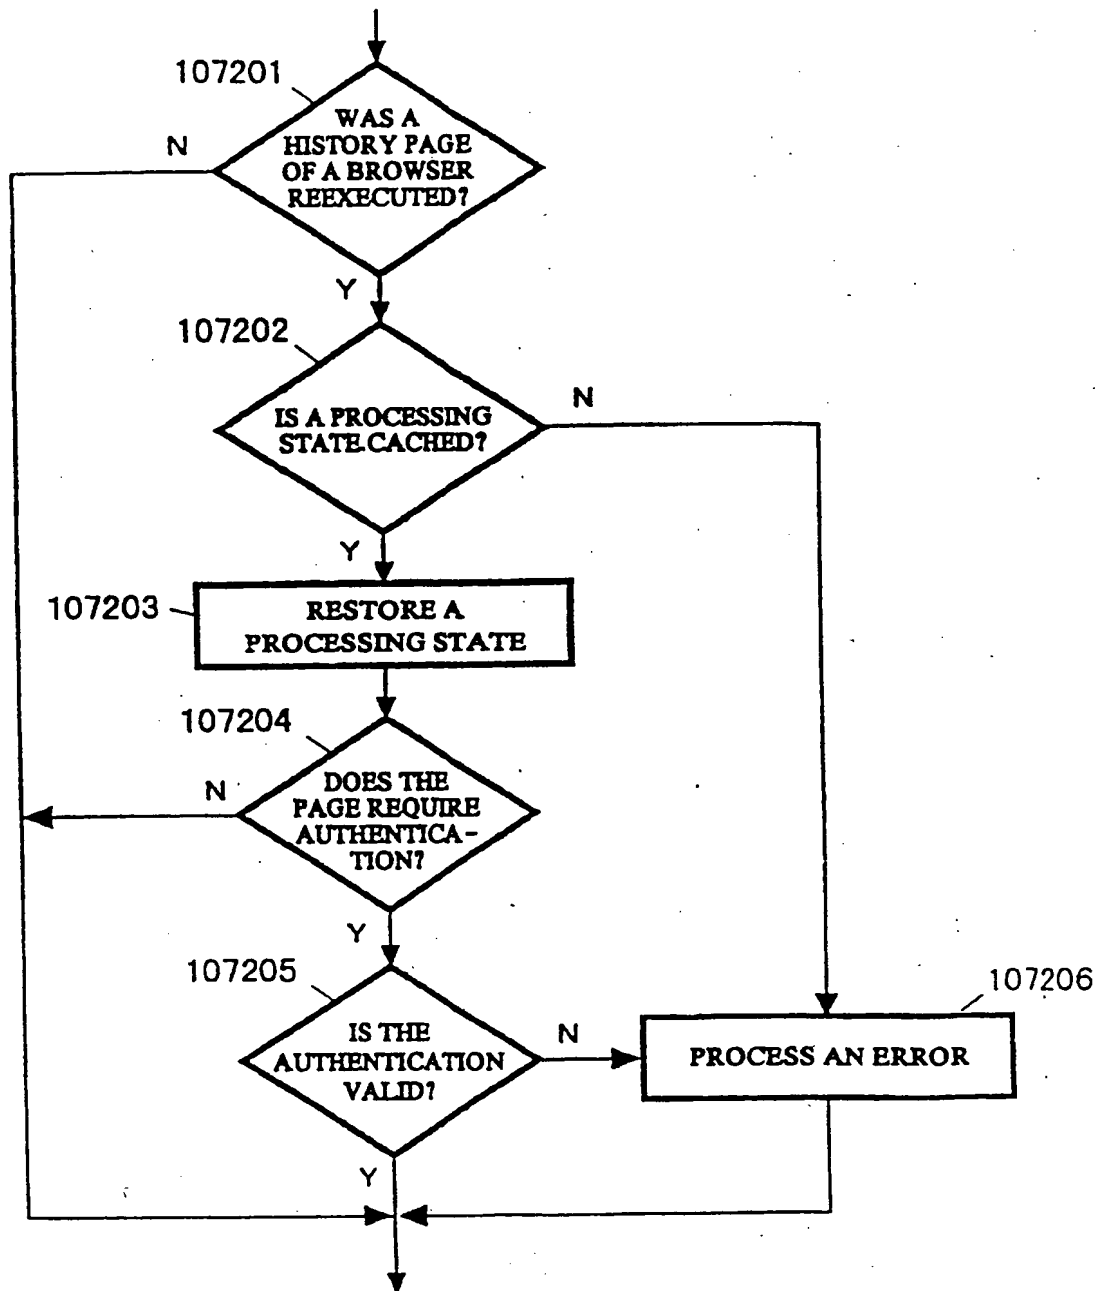 107201
WAS A
HISTORY PAGE
OF A BROWSER
REEXECUTED?
N
Y
107202
IS A PROCESSING
STATE CACHED?
N
Y
107203
RESTORE A
PROCESSING STATE
107204
DOES THE
PAGE REQUIRE
AUTHENTICA-
TION?
N
Y
107205
IS THE
AUTHENTICATION
VALID?
N
107206
PROCESS AN ERROR
Y